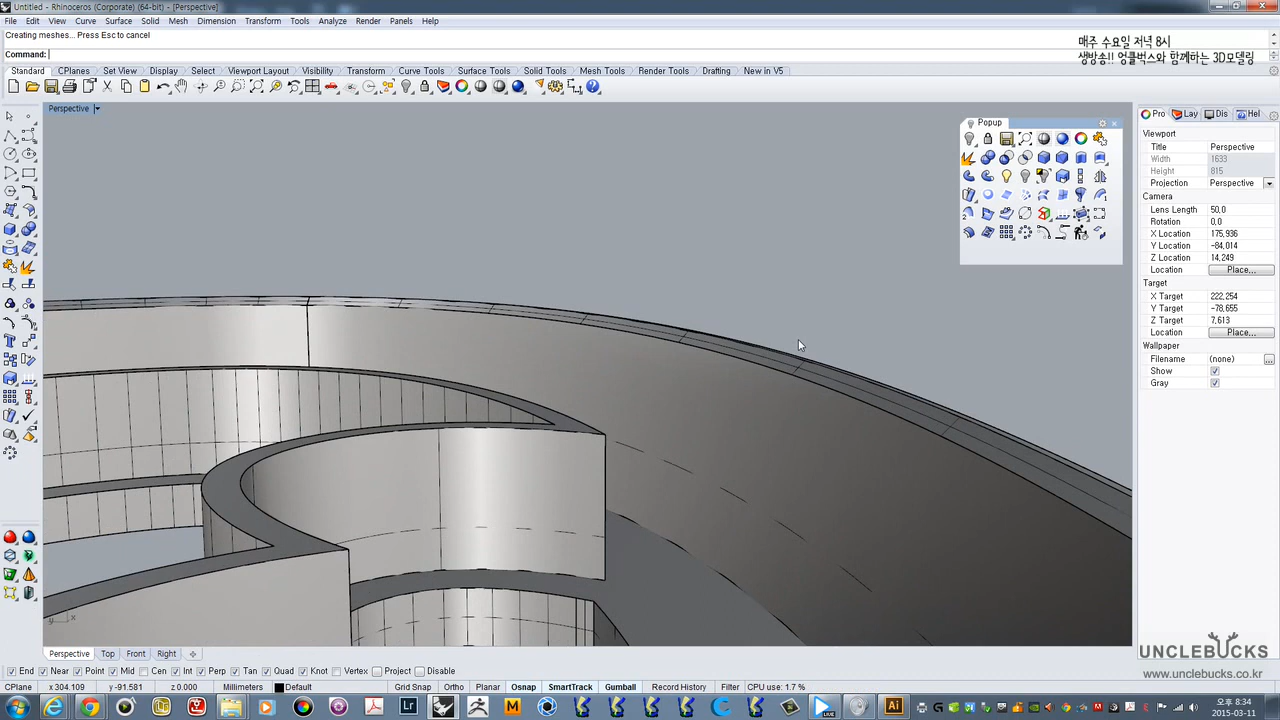 Untitled - Rhinoceros (Corporate) (64-bit) - [Perspective]
File Edit View Curve Surface Solid Mesh Dimension Transform Tools Analyze Render Panels Help
Creating meshes... Press Esc to cancel
Command:
매주 수요일 저녁 8시
생방송!! 엉클벅스와 함께하는 3D모델링
Standard CPlanes Set View Display Select Viewport Layout Visibility Transform Curve Tools Surface Tools Solid Tools Mesh Tools Render Tools Drafting New in V5
Perspective
Popup
Pro Lay Dis Hel
Viewport
Title Perspective
Width 1633
Height 815
Projection Perspective
Camera
Lens Length 50,0
Rotation 0,0
X Location 175,936
Y Location -84,014
Z Location 14,249
Location Place...
Target
X Target 222,254
Y Target -78,655
Z Target 7,613
Location Place...
Wallpaper
Filename (none) ...
Show
Gray
y x
Perspective Top Front Right
End Near Point Mid Cen Int Perp Tan Quad Knot Vertex Project Disable
CPlane x 304.109 y -91.581 z 0.000 Millimeters Default Grid Snap Ortho Planar Osnap SmartTrack Gumball Record History Filter CPU use: 1.7 %
UNCLEBUCKS
www.unclebucks.co.kr
Lr M LIVE Ai
오후 8:34
2015-03-11